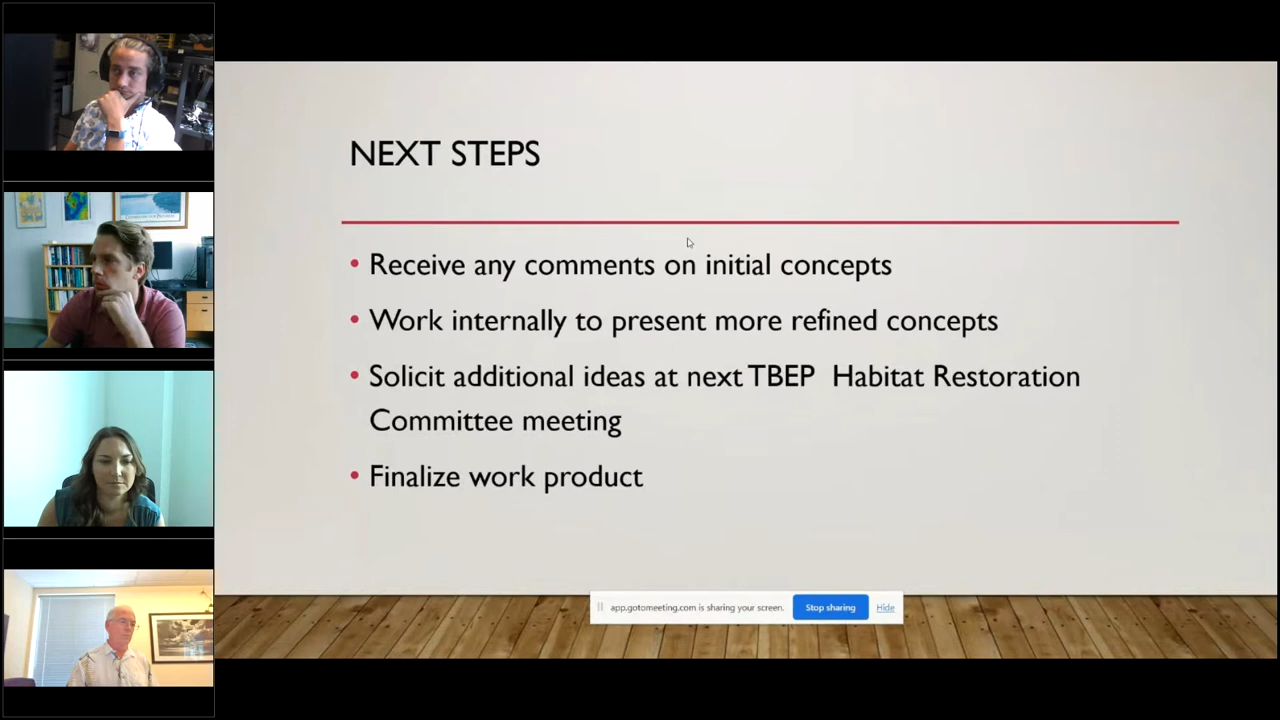 NEXT STEPS
• Receive any comments on initial concepts
• Work internally to present more refined concepts
• Solicit additional ideas at next TBEP Habitat Restoration
Committee meeting
• Finalize work product
app.gotomeeting.com is sharing your screen. Stop sharing Hide